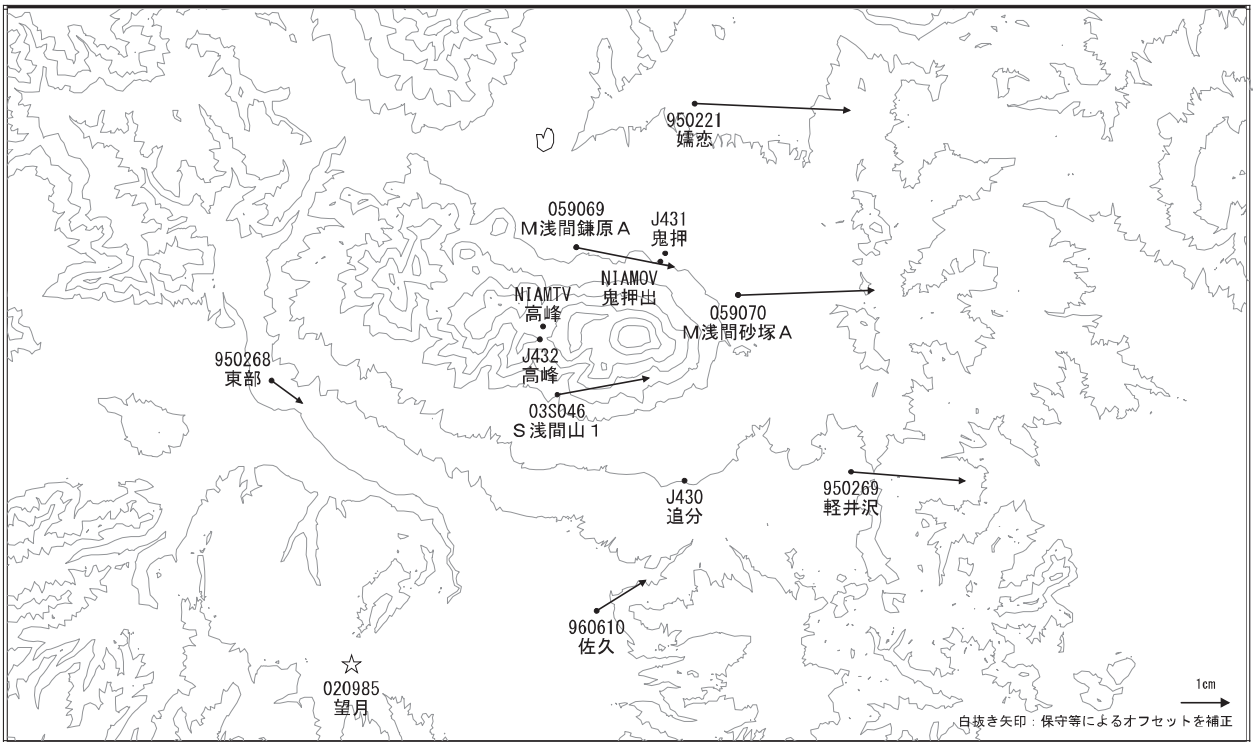 950221
嬬恋
059069
M浅間鎌原A
J431
鬼押
NIAMOV
鬼押出
NIAMTV
高峰
059070
M浅間砂塚A
J432
高峰
950268
東部
03S046
S浅間山1
J430
追分
950269
軽井沢
960610
佐久
020985
望月
1cm
白抜き矢印:保守等によるオフセットを補正